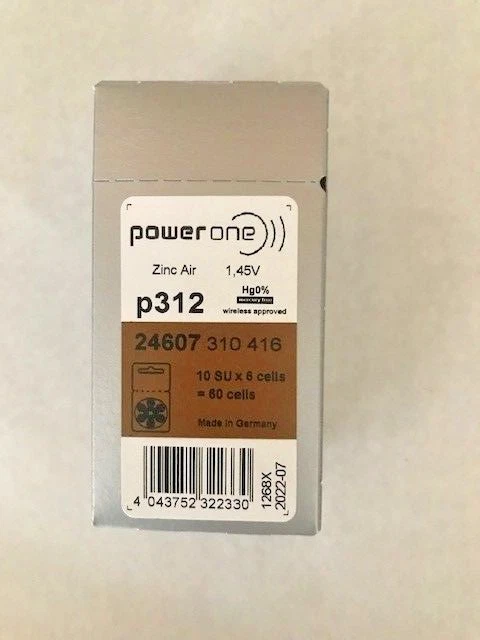 power one
Zinc Air 1,45V
Hg0%
mercury free
p312
wireless approved
24607 310 416
10 SU x 6 cells
= 60 cells
Made in Germany
4 043752 322330
1268X
2022-07